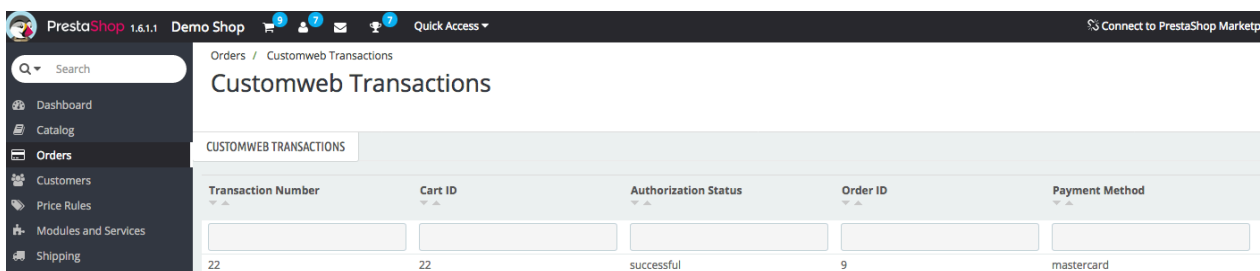 PrestaShop 1.6.1.1 Demo Shop 9 7 7 Quick Access Connect to PrestaShop Marketp
Search
Dashboard
Catalog
Orders
Customers
Price Rules
Modules and Services
Shipping
Orders / Customweb Transactions
Customweb Transactions
CUSTOMWEB TRANSACTIONS
Transaction Number Cart ID Authorization Status Order ID Payment Method
22 22 successful 9 mastercard